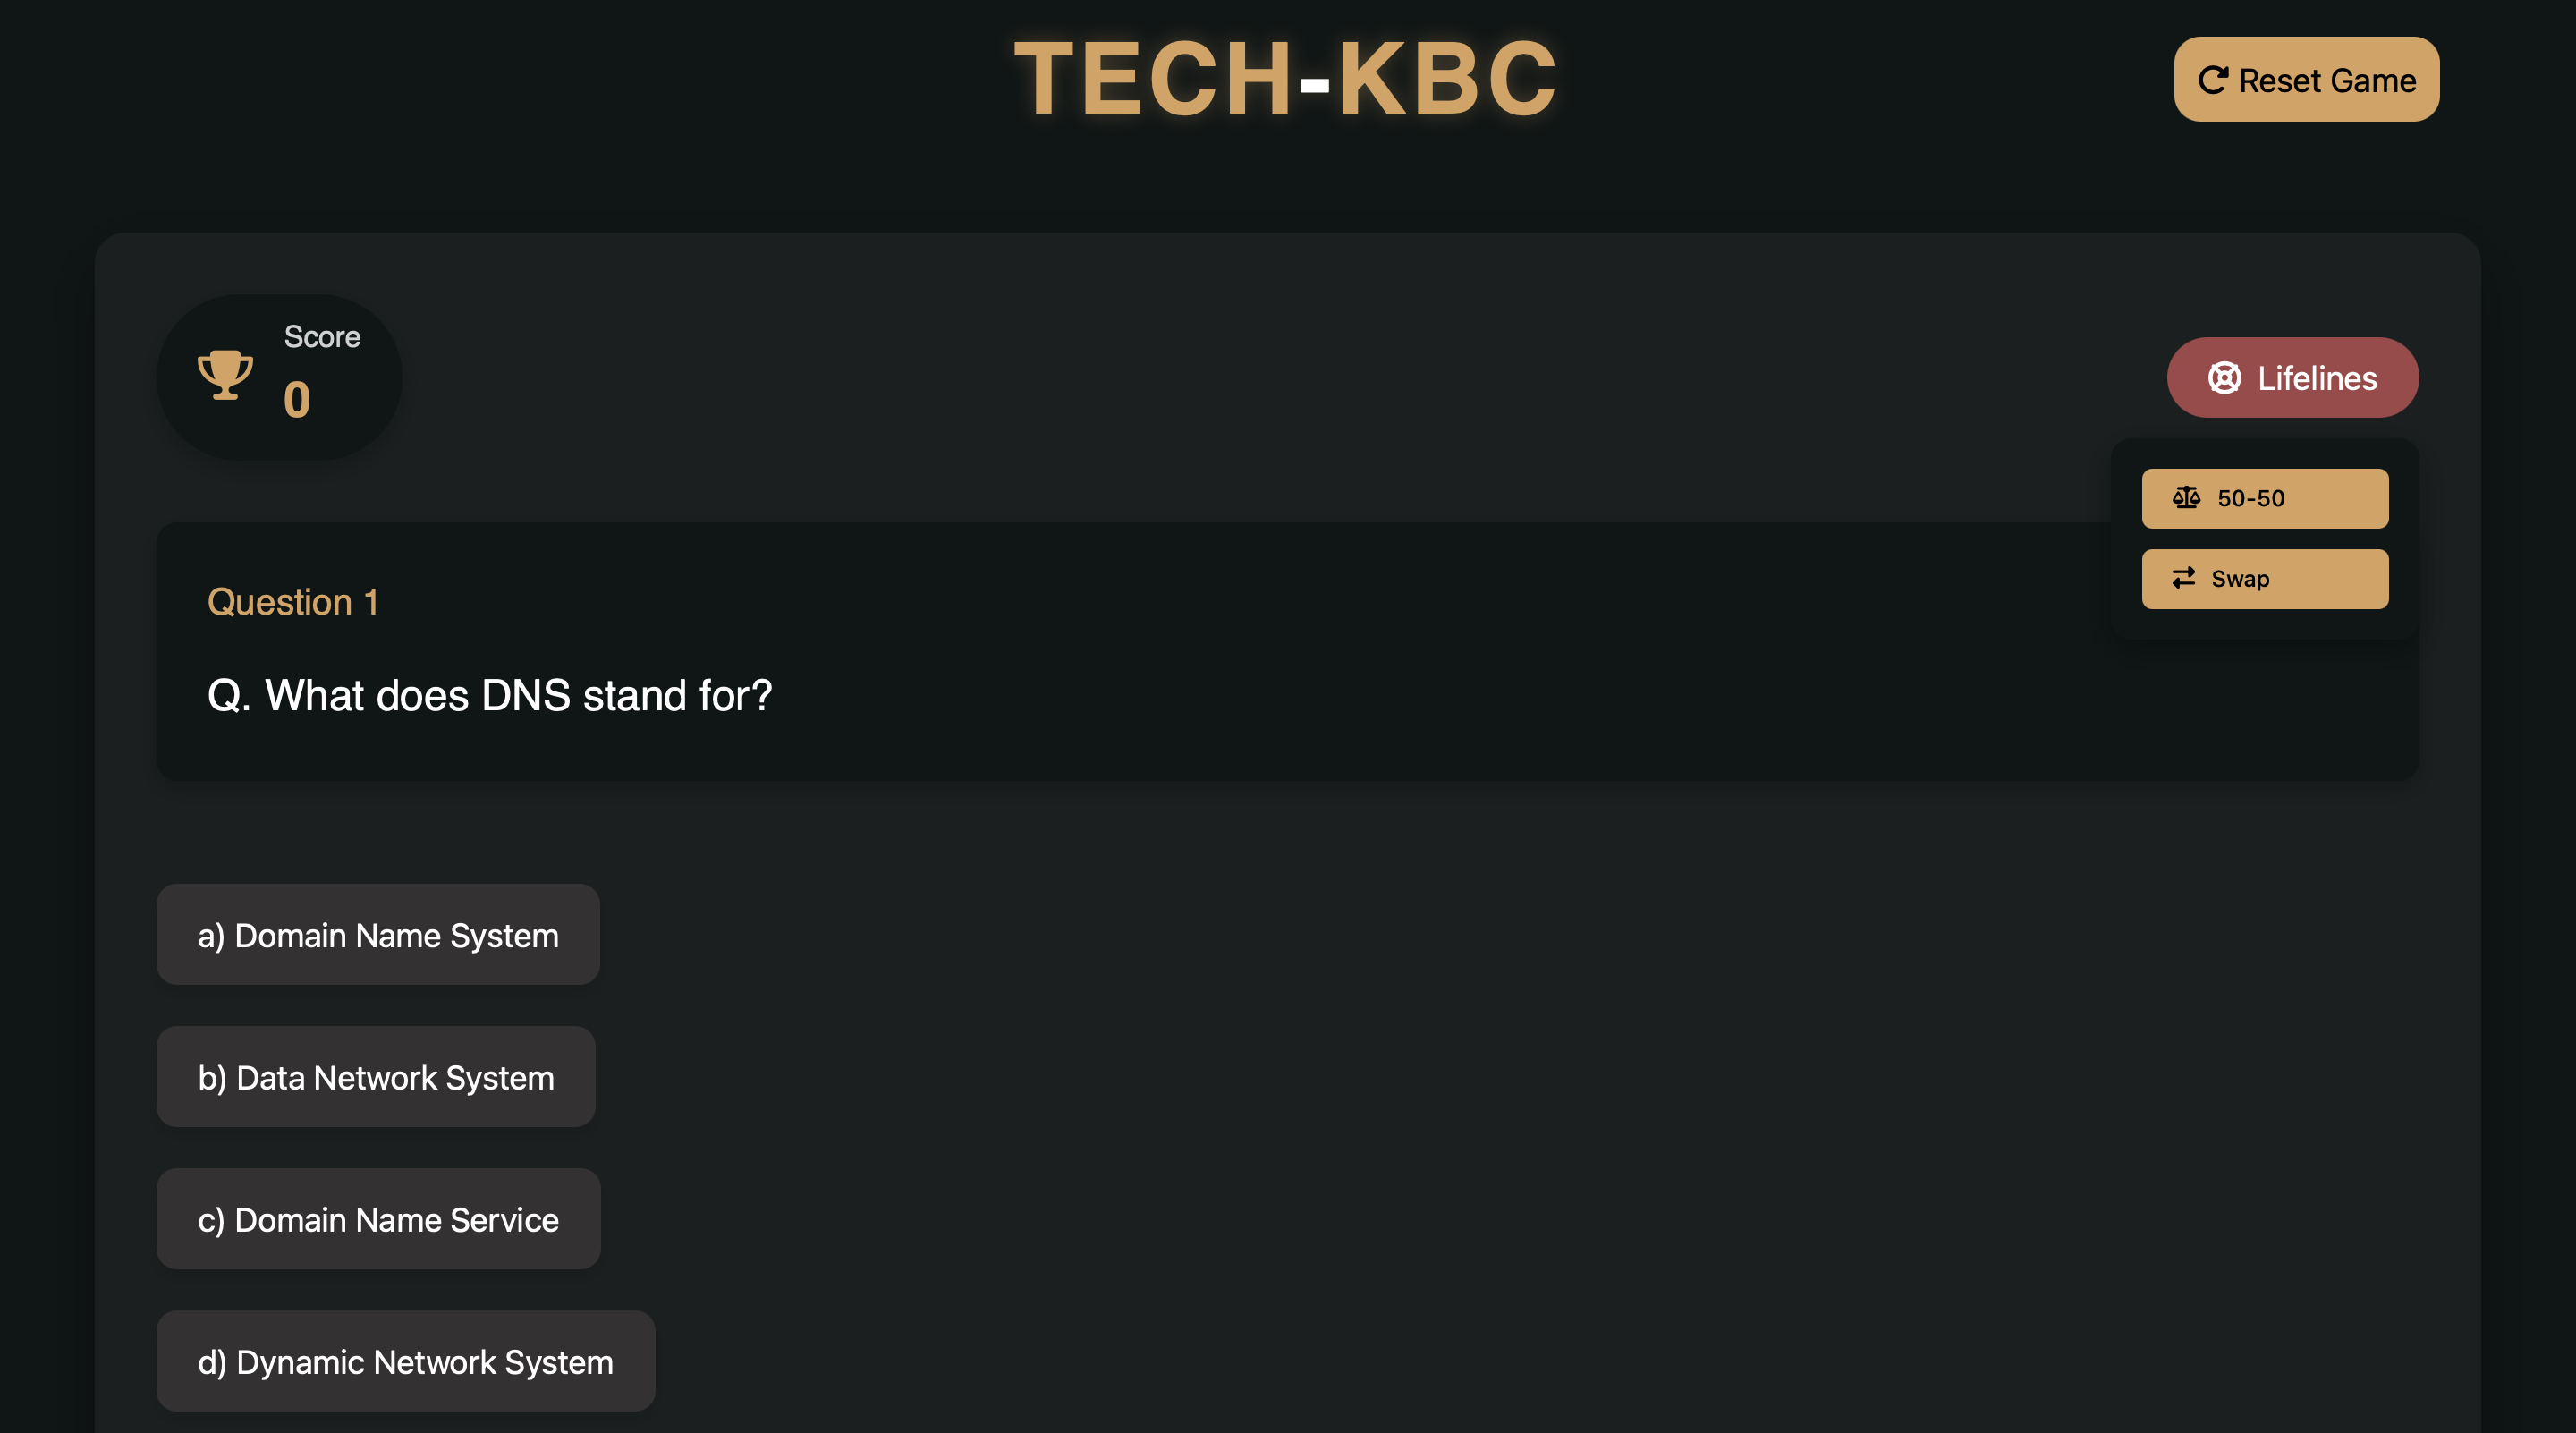 TECH-KBC
Reset Game
Score
0
Lifelines
50-50
Swap
Question 1
Q. What does DNS stand for?
a) Domain Name System
b) Data Network System
c) Domain Name Service
d) Dynamic Network System